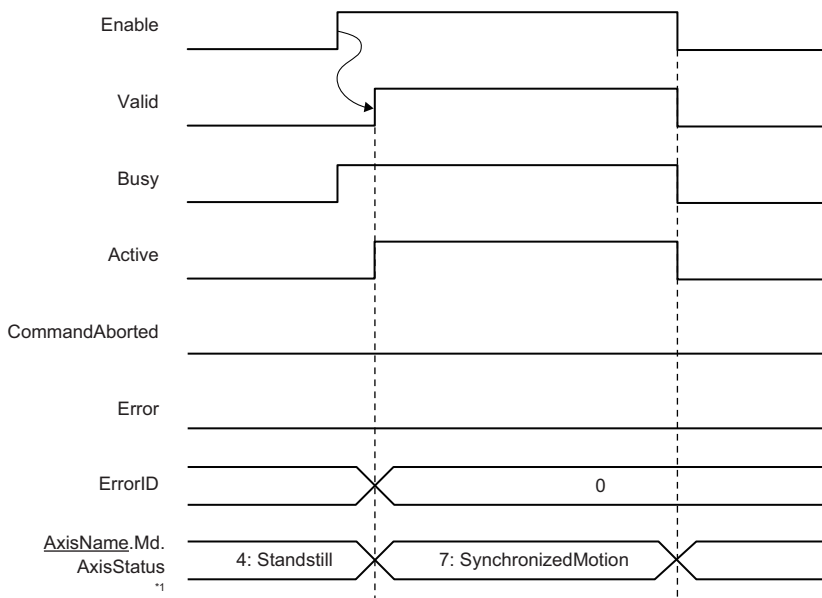 Enable
Valid
Busy
Active
CommandAborted
Error
ErrorID
0
AxisName.Md.
AxisStatus
*1
4: Standstill
7: SynchronizedMotion